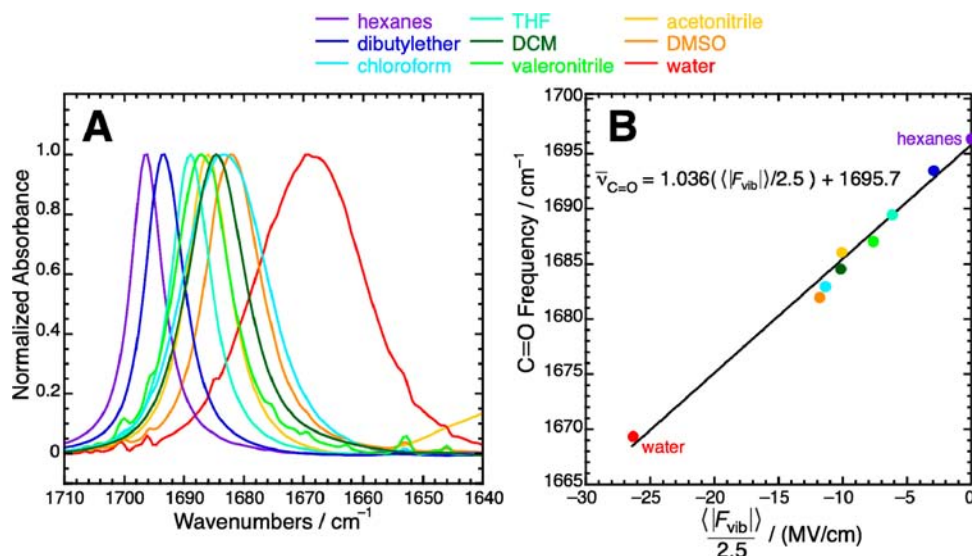 hexanes THF acetonitrile
dibutylether DCM DMSO
chloroform valeronitrile water
A
Normalized Absorbance
1.0
0.8
0.6
0.4
0.2
0
1710 1700 1690 1680 1670 1660 1650 1640
Wavenumbers / cm⁻¹
B
C=O Frequency / cm⁻¹
1700
1695
1690
1685
1680
1675
1670
1665
hexanes
ν̅C=O = 1.036(⟨|Fvib|⟩/2.5 ) + 1695.7
water
−30 −25 −20 −15 −10 −5 0
⟨|Fvib|⟩
2.5
/ (MV/cm)